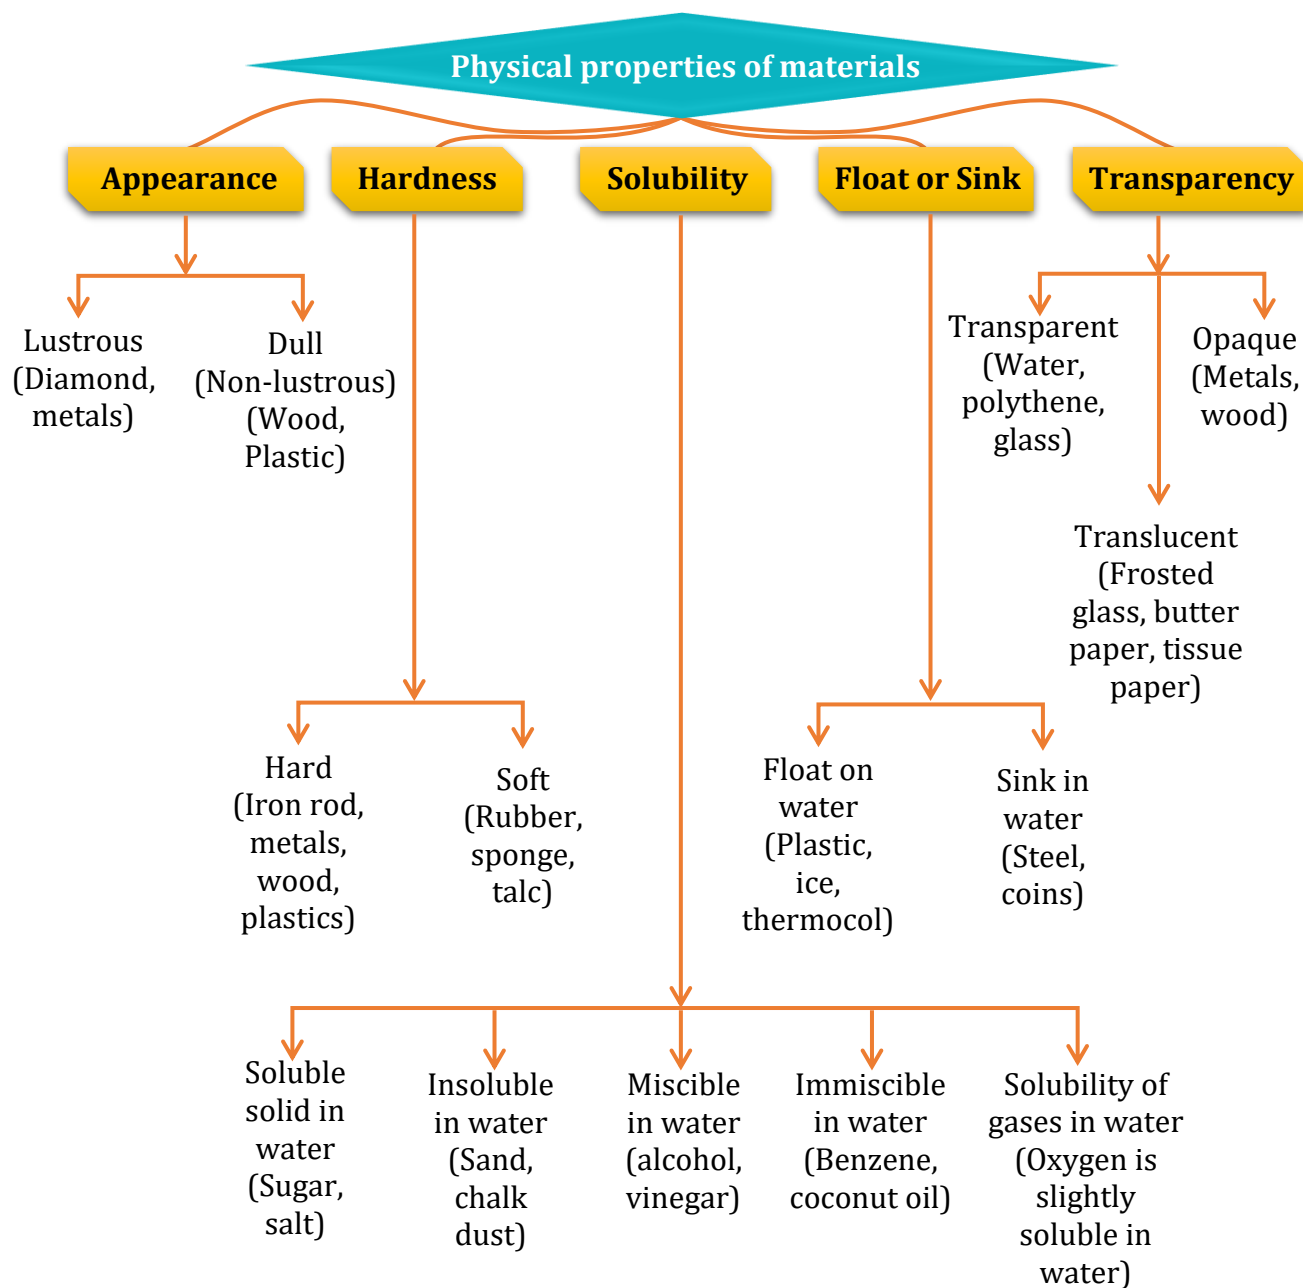 Physical properties of materials
Appearance
Hardness
Solubility
Float or Sink
Transparency
Lustrous
(Diamond,
metals)
Dull
(Non-lustrous)
(Wood,
Plastic)
Transparent
(Water,
polythene,
glass)
Opaque
(Metals,
wood)
Translucent
(Frosted
glass, butter
paper, tissue
paper)
Hard
(Iron rod,
metals,
wood,
plastics)
Soft
(Rubber,
sponge,
talc)
Float on
water
(Plastic,
ice,
thermocol)
Sink in
water
(Steel,
coins)
Soluble
solid in
water
(Sugar,
salt)
Insoluble
in water
(Sand,
chalk
dust)
Miscible
in water
(alcohol,
vinegar)
Immiscible
in water
(Benzene,
coconut oil)
Solubility of
gases in water
(Oxygen is
slightly
soluble in
water)